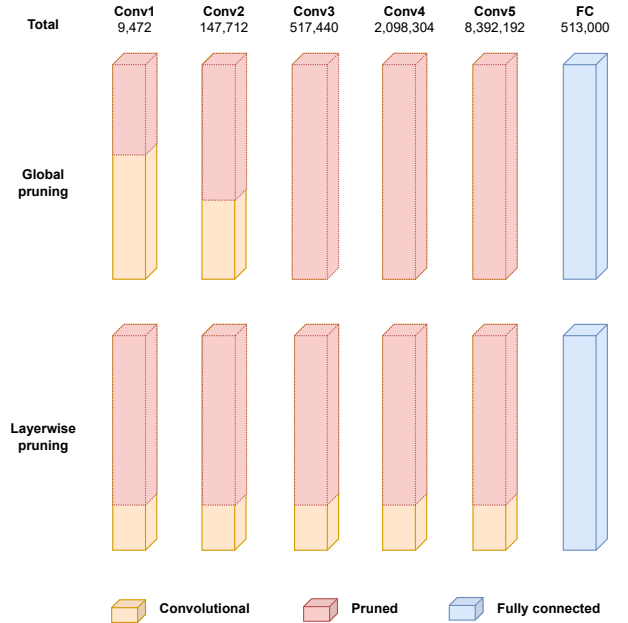 Total
Conv1
9,472
Conv2
147,712
Conv3
517,440
Conv4
2,098,304
Conv5
8,392,192
FC
513,000
Global
pruning
Layerwise
pruning
Convolutional
Pruned
Fully connected